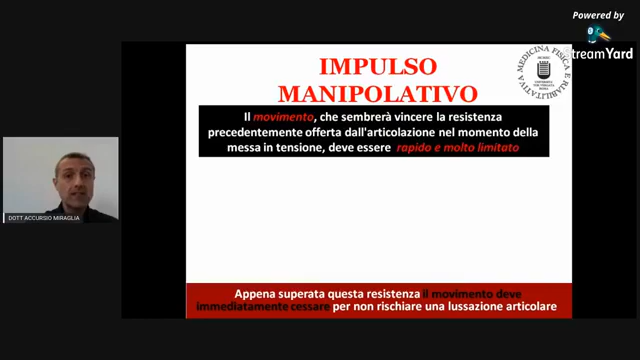 Powered by
StreamYard
IMPULSO
MANIPOLATIVO
MEDICINA FISICA E RIABILITATIVA
Il movimento, che sembrerà vincere la resistenza
precedentemente offerta dall'articolazione nel momento della
messa in tensione, deve essere rapido e molto limitato
DOTT ACCURSIO MIRAGLIA
Appena superata questa resistenza il movimento deve
immediatamente cessare per non rischiare una lussazione articolare